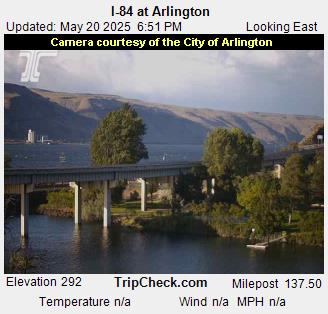 I-84 at Arlington
Updated: May 20 2025 6:51 PM Looking East
Camera courtesy of the City of Arlington
Elevation 292 TripCheck.com Milepost 137.50
Temperature n/a Wind n/a MPH n/a